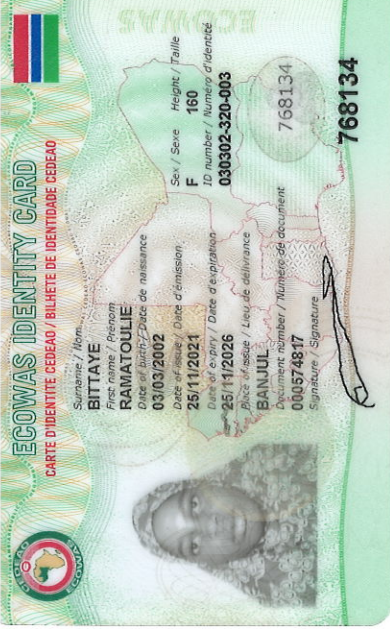 ECOWAS
ECOWAS IDENTITY CARD
CARTE D'IDENTITE CEDEAO / BILHETE DE IDENTIDADE CEDEAO
CEDEAO
ECOWAS
Surname / Nom
BITTAYE
First name / Prénom
RAMATOULIE
Date of birth / Date de naissance
03/03/2002
Sex / Sexe Height / Taille
F 160
Date of issue / Date d'émission
25/11/2021
ID number / Numéro d'identité
030302-320-003
Date of expiry / Date d'expiration
25/11/2026
Place of issue / Lieu de délivrance
BANJUL
768134
Document number / Numéro de document
000574817
Signature / Signature
768134